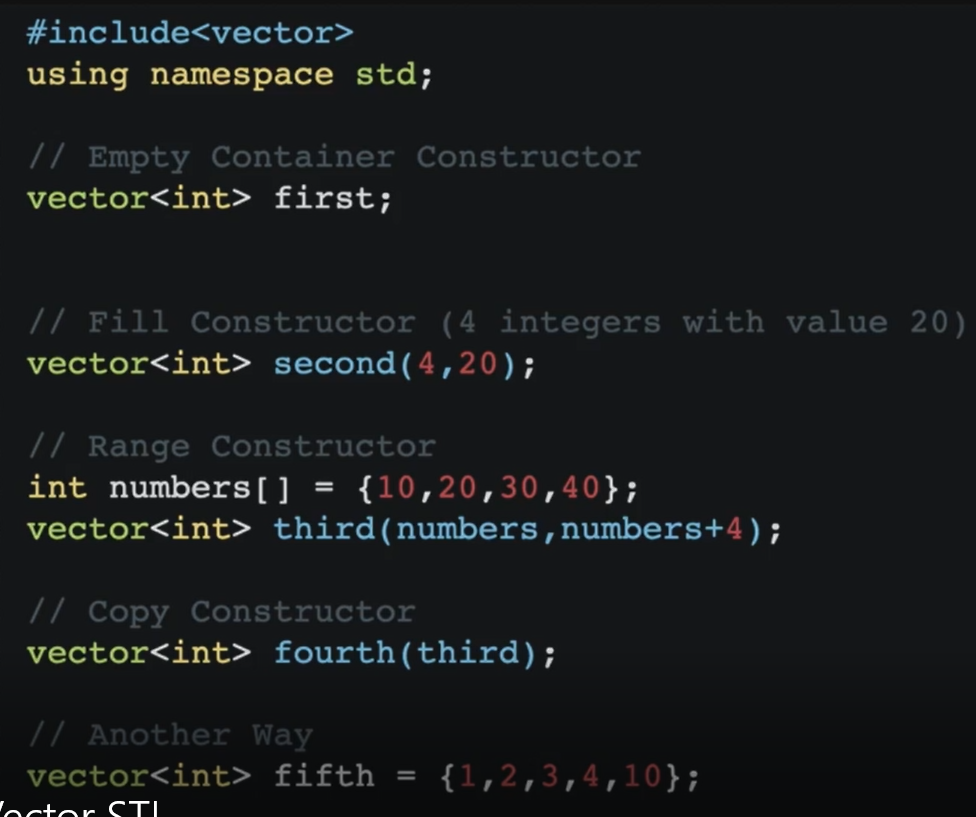 #include<vector>
using namespace std;
// Empty Container Constructor
vector<int> first;
// Fill Constructor (4 integers with value 20)
vector<int> second(4,20);
// Range Constructor
int numbers[] = {10,20,30,40};
vector<int> third(numbers,numbers+4);
// Copy Constructor
vector<int> fourth(third);
// Another Way
vector<int> fifth = {1,2,3,4,10};
Vector STL